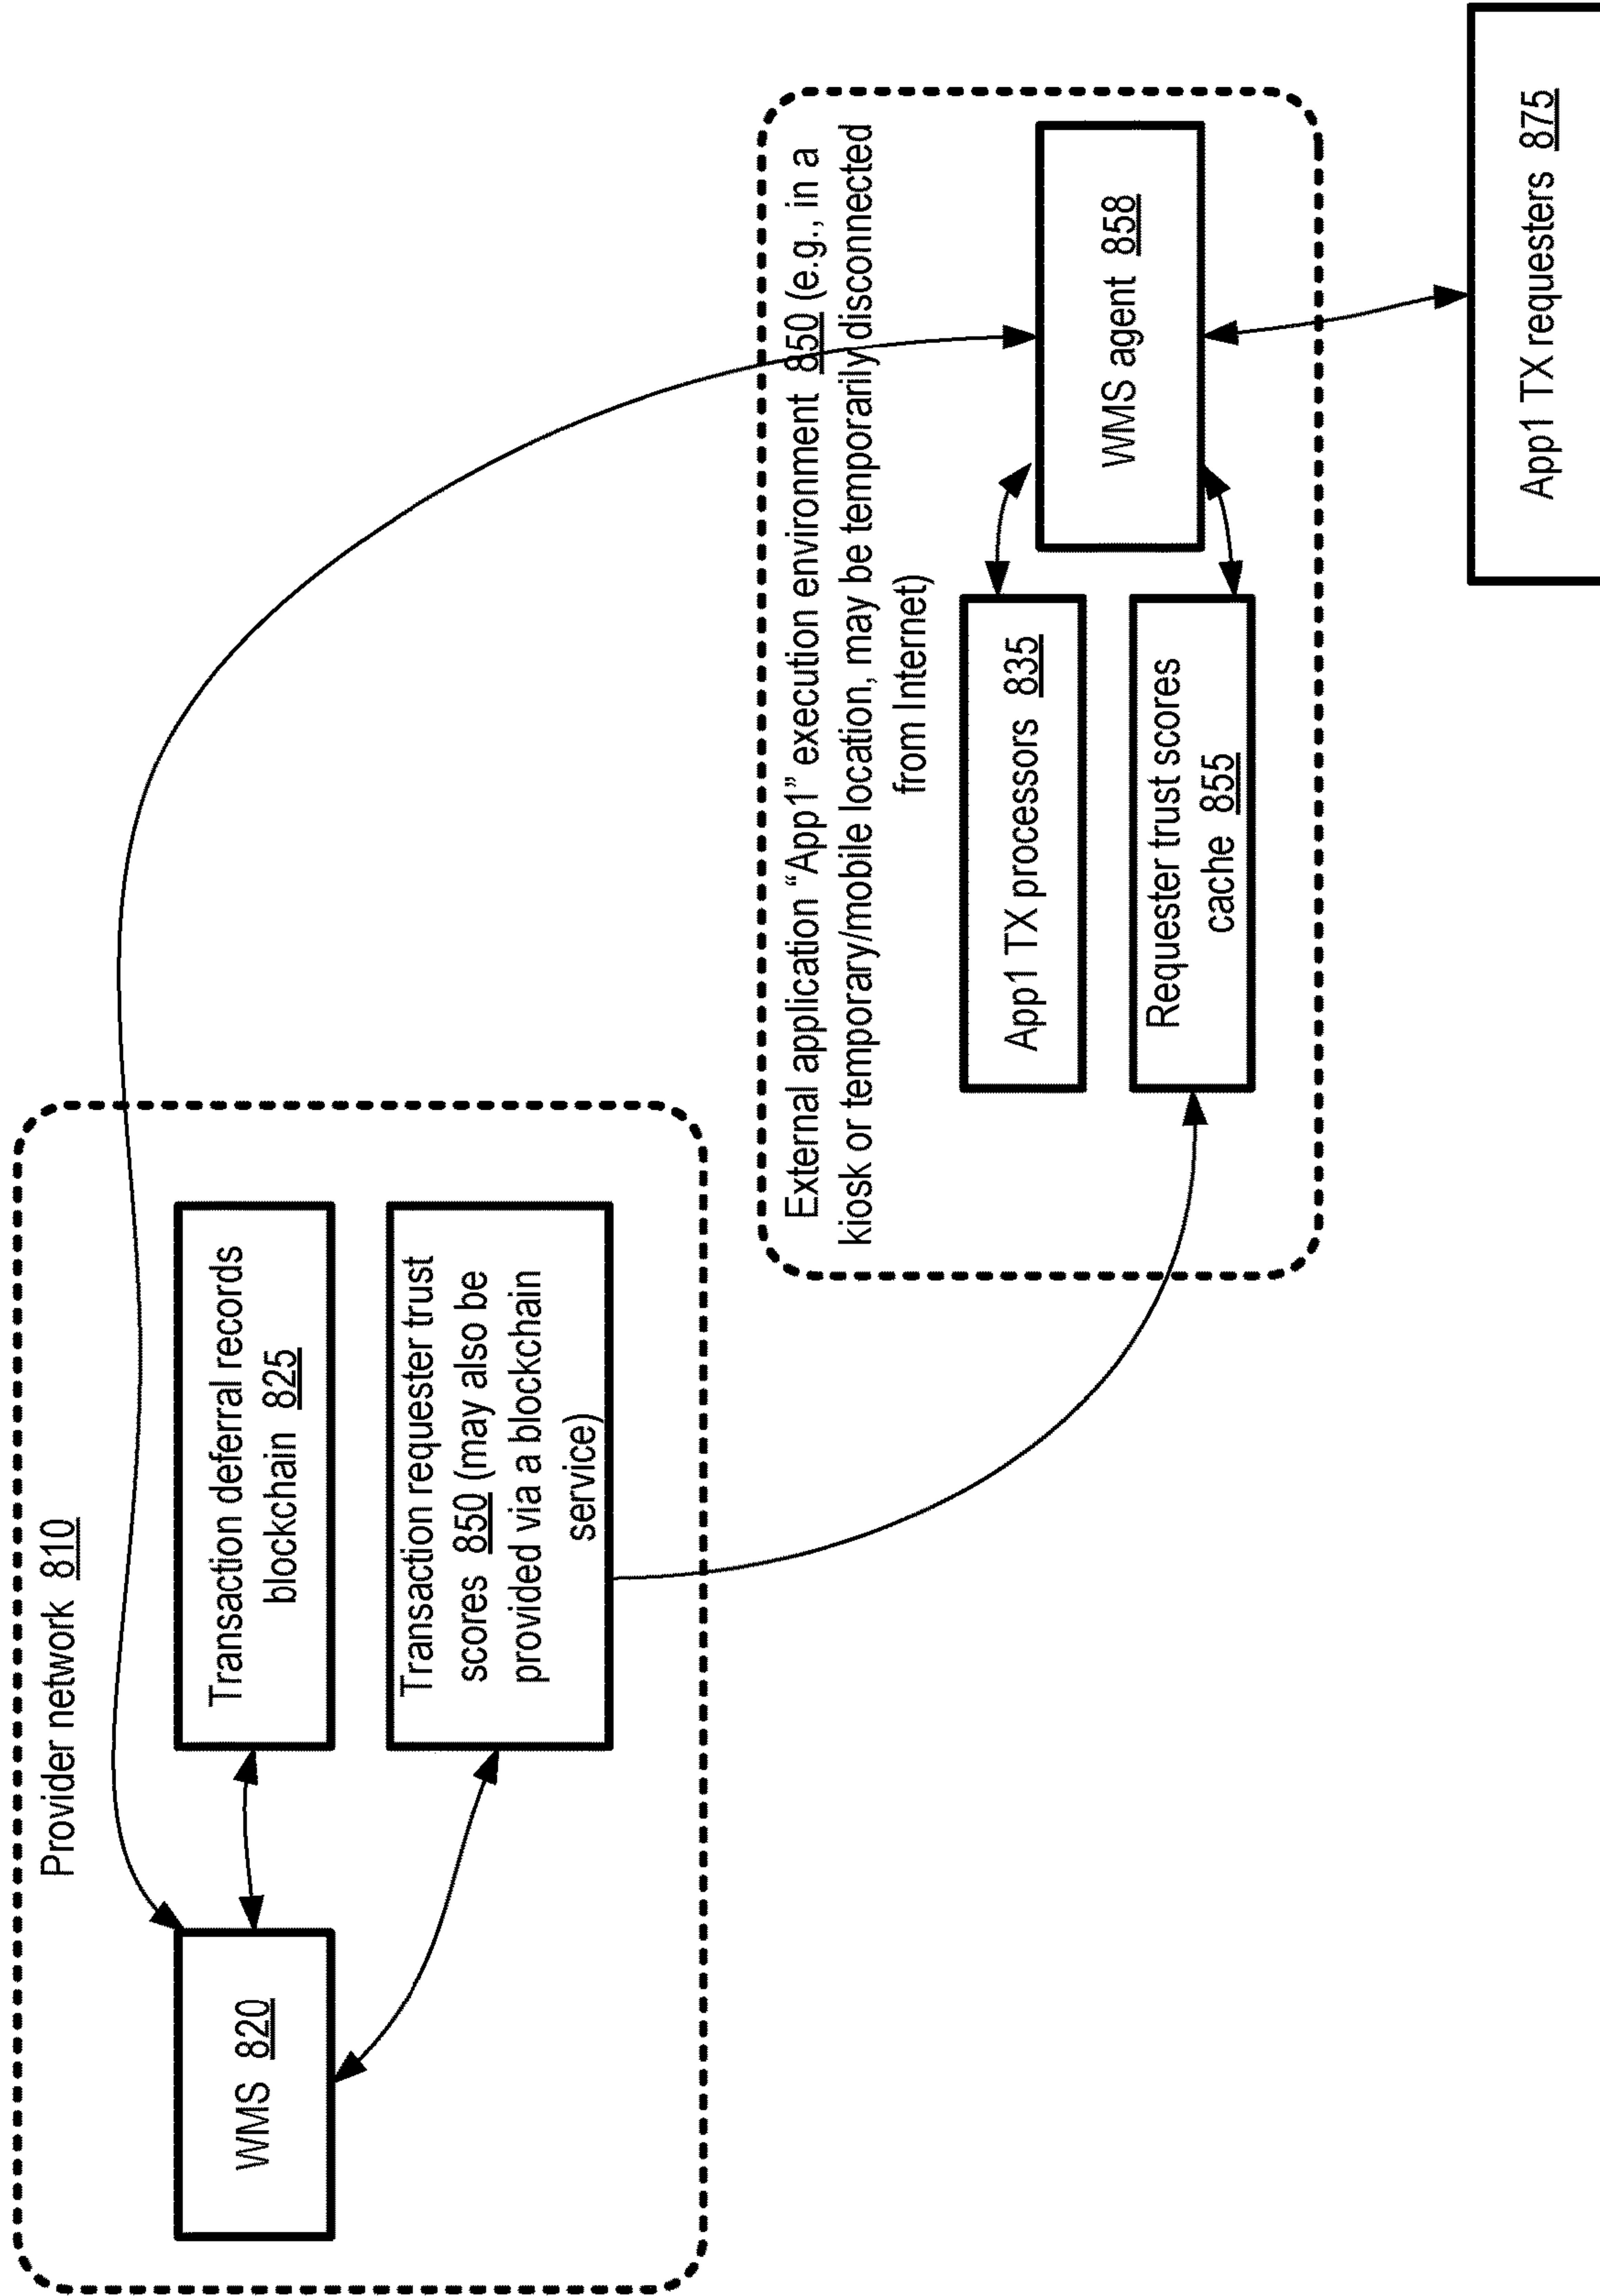 Provider network 810
WMS 820
Transaction deferral records
blockchain 825
Transaction requester trust
scores 850 (may also be
provided via a blockchain
service)
External application “App1” execution environment 850 (e.g., in a
kiosk or temporary/mobile location, may be temporarily disconnected
from Internet)
App1 TX processors 835
WMS agent 858
Requester trust scores
cache 855
App1 TX requesters 875